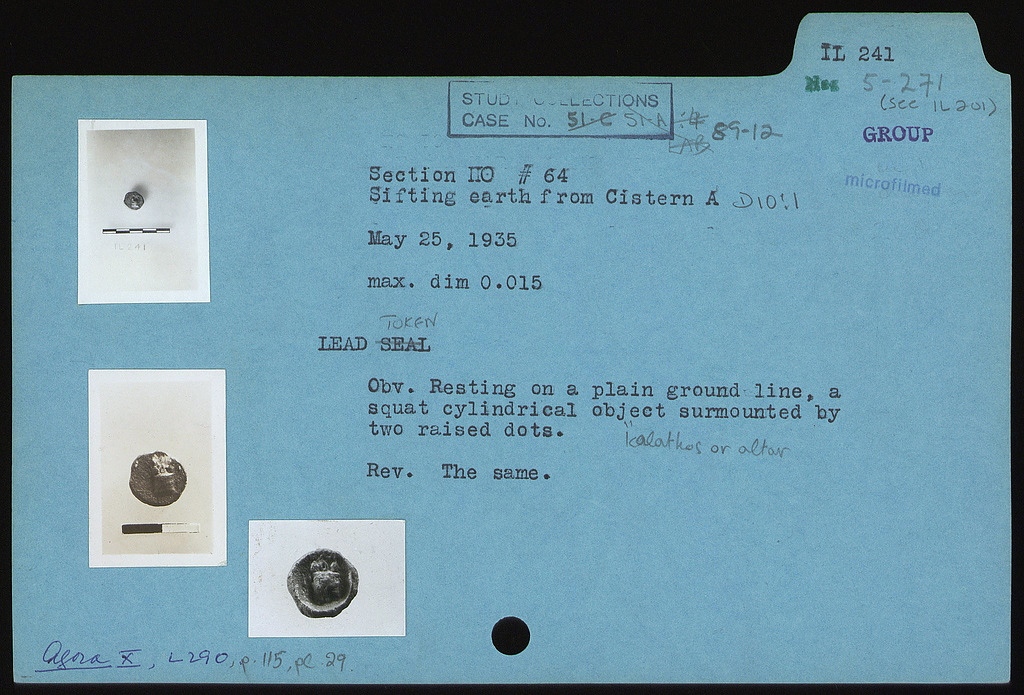 IL 241
5-271
(see IL 201)
GROUP
microfilmed
STUD. COLLECTIONS
CASE No. 51-C 51-A
89-12
Section ΠΟ # 64
Sifting earth from Cistern A D10:1
May 25, 1935
max. dim 0.015
TOKEN
LEAD SEAL
Obv. Resting on a plain ground line, a
squat cylindrical object surmounted by
two raised dots.
kalathos or altar
Rev. The same.
IL 241
Agora X, L290, p. 115, pl 29.